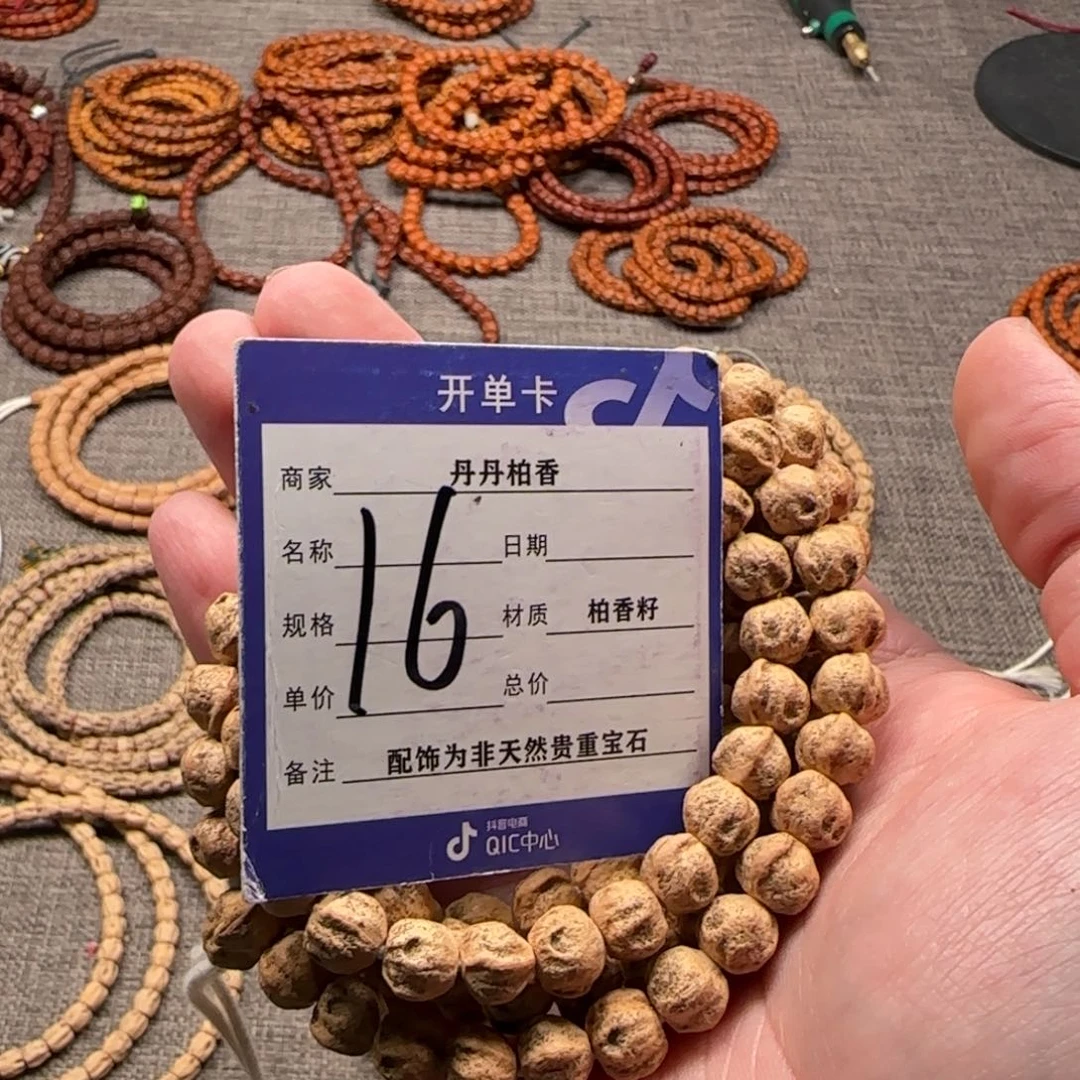 开单卡
商家 丹丹柏香
名称 日期
16
规格 材质 柏香籽
单价 总价
备注 配饰为非天然贵重宝石
抖音电商
QIC中心